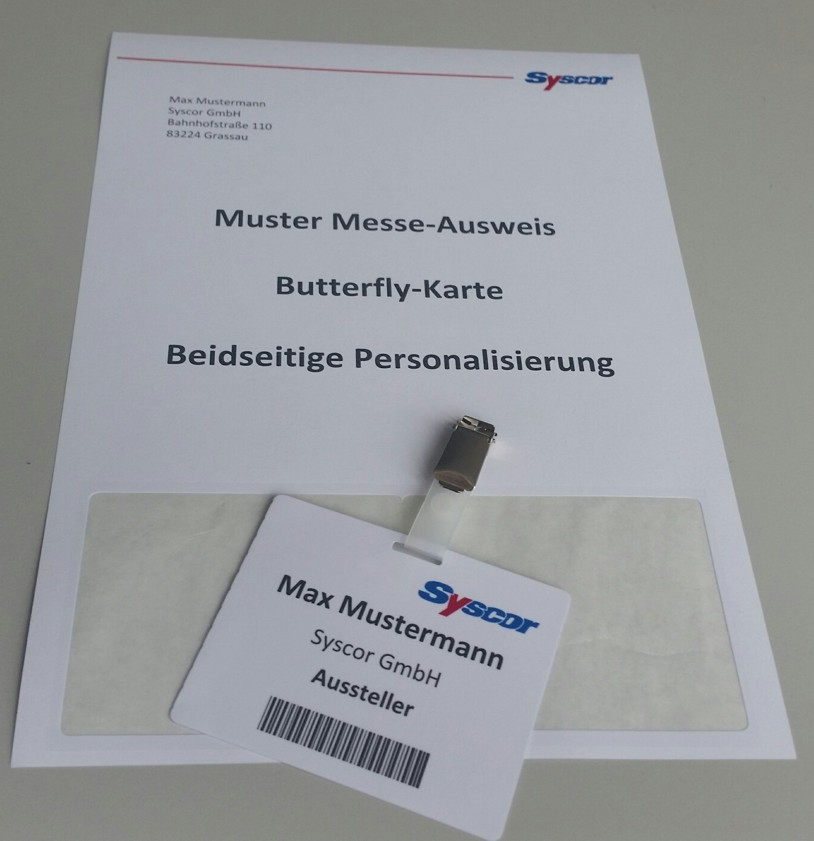 Syscor
Max Mustermann
Syscor GmbH
Bahnhofstraße 110
83224 Grassau
Muster Messe-Ausweis
Butterfly-Karte
Beidseitige Personalisierung
Syscor
Max Mustermann
Syscor GmbH
Aussteller